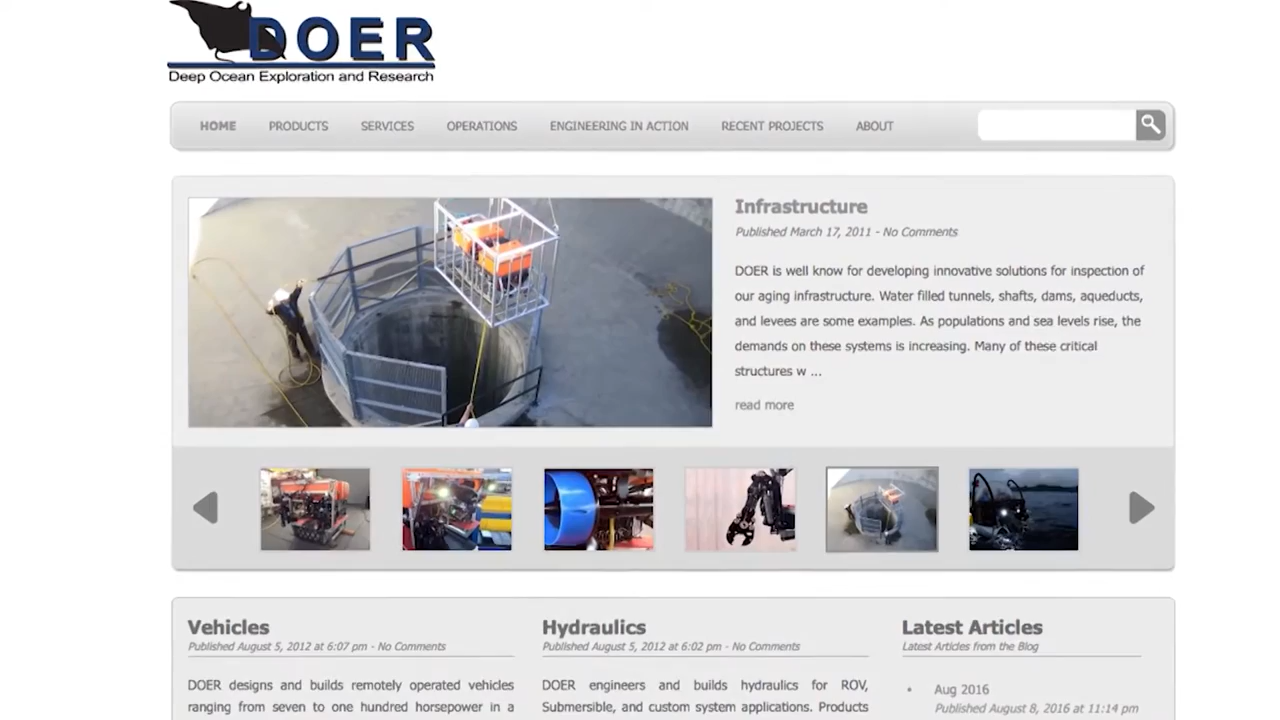 DOER
Deep Ocean Exploration and Research
HOME PRODUCTS SERVICES OPERATIONS ENGINEERING IN ACTION RECENT PROJECTS ABOUT
Infrastructure
Published March 17, 2011 - No Comments
DOER is well know for developing innovative solutions for inspection of
our aging infrastructure. Water filled tunnels, shafts, dams, aqueducts,
and levees are some examples. As populations and sea levels rise, the
demands on these systems is increasing. Many of these critical
structures w ...
read more
Vehicles
Published August 5, 2012 at 6:07 pm - No Comments
DOER designs and builds remotely operated vehicles
ranging from seven to one hundred horsepower in a
Hydraulics
Published August 5, 2012 at 6:02 pm - No Comments
DOER engineers and builds hydraulics for ROV,
Submersible, and custom system applications. Products
Latest Articles
Latest Articles from the Blog
• Aug 2016
Published August 8, 2016 at 11:14 pm